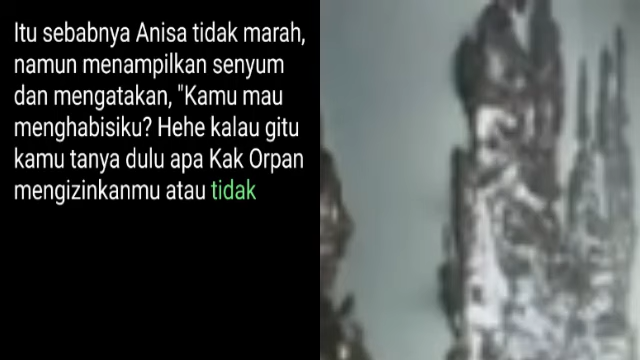 Itu sebabnya Anisa tidak marah,
namun menampilkan senyum
dan mengatakan, "Kamu mau
menghabisiku? Hehe kalau gitu
kamu tanya dulu apa Kak Orpan
mengizinkanmu atau tidak